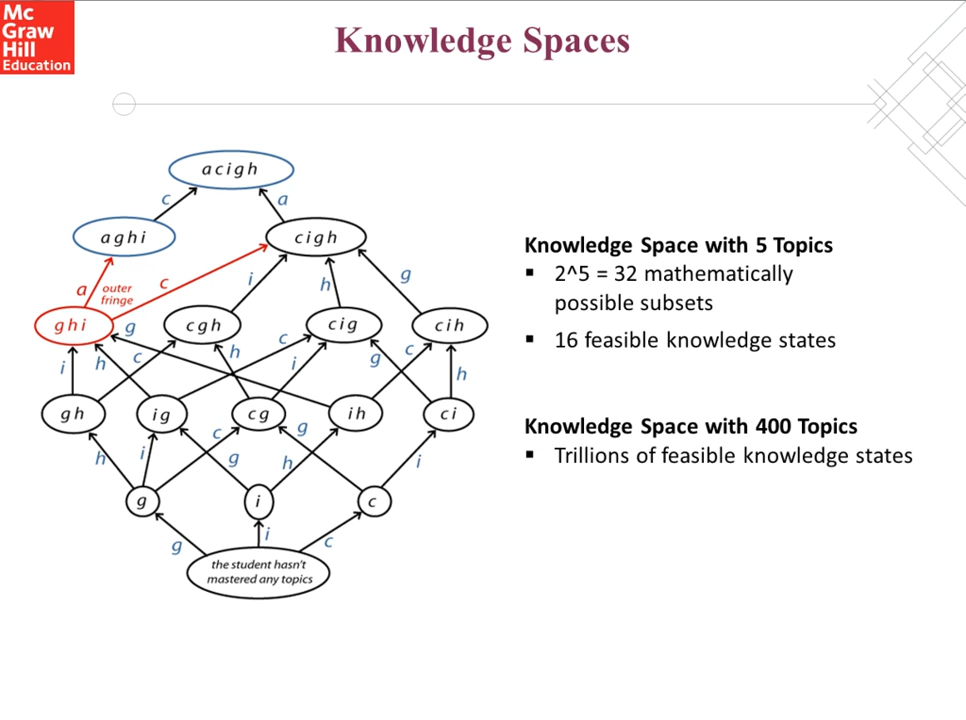 Mc
Graw
Hill
Education
Knowledge Spaces
a c i g h
c
a
a g h i
c i g h
a
outer
fringe
c
i
h
g
g h i
g
c g h
c i g
c i h
i
h
c
h
c
i
g
c
h
g h
i g
c g
i h
c i
h
i
c
g
h
g
i
g
i
c
g
i
c
the student hasn't
mastered any topics
Knowledge Space with 5 Topics
▪ 2^5 = 32 mathematically
possible subsets
▪ 16 feasible knowledge states
Knowledge Space with 400 Topics
▪ Trillions of feasible knowledge states